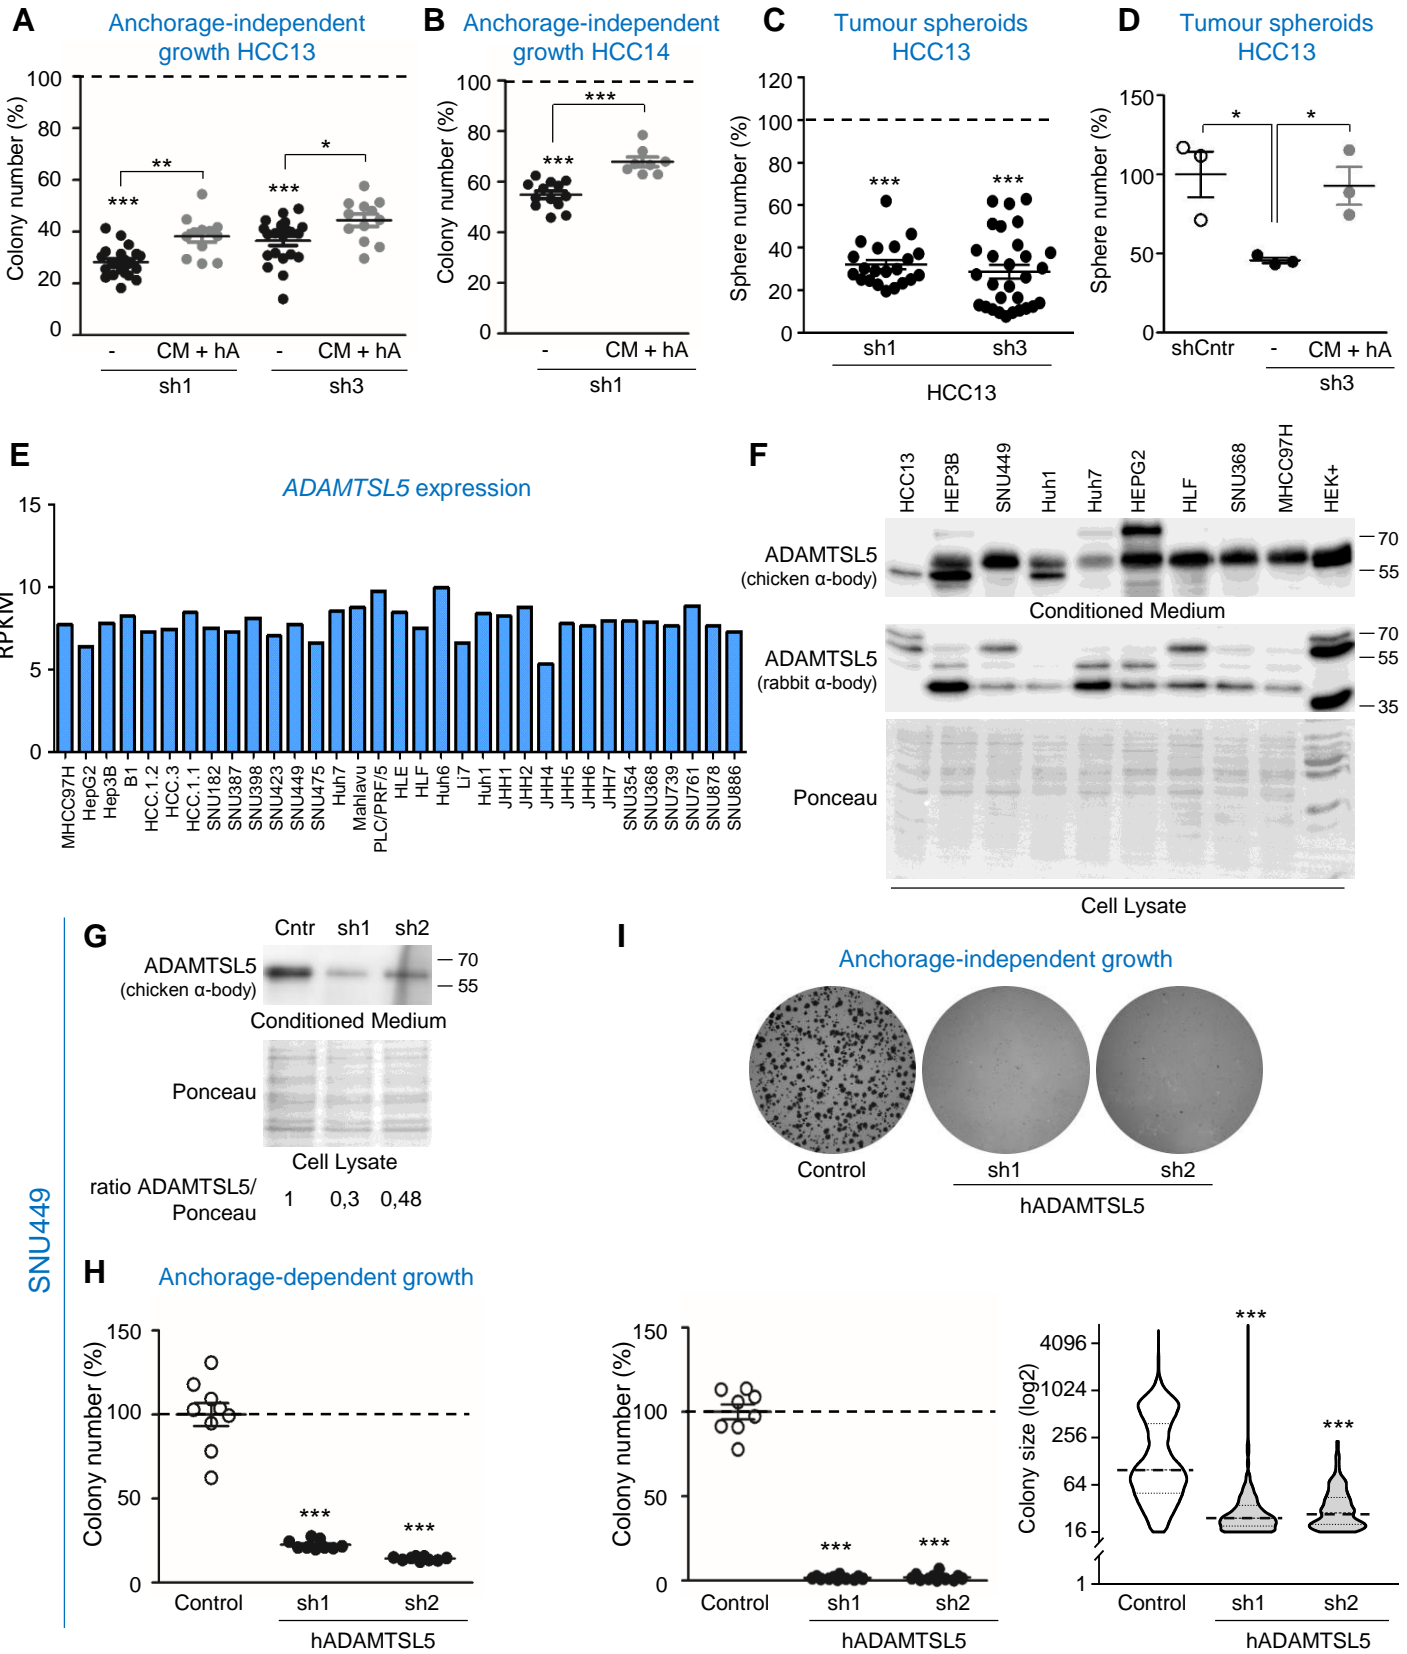 A
Anchorage-independent
growth HCC13
Colony number (%)
100
80
60
40
20
0
***
**
***
*
- CM + hA - CM + hA
sh1 sh3
B
Anchorage-independent
growth HCC14
Colony number (%)
100
80
60
40
20
0
***
***
- CM + hA
sh1
C
Tumour spheroids
HCC13
Sphere number (%)
120
100
80
60
40
20
0
*** ***
sh1 sh3
HCC13
D
Tumour spheroids
HCC13
Sphere number (%)
150
100
50
0
* *
shCntr - CM + hA
sh3
E
ADAMTSL5 expression
RPKM
15
10
5
0
MHCC97H
HepG2
Hep3B
B1
HCC.1.2
HCC.3
HCC.1.1
SNU182
SNU387
SNU398
SNU423
SNU449
SNU475
Huh7
Mahlavu
PLC/PRF/5
HLE
HLF
Huh6
Li7
Huh1
JHH1
JHH2
JHH4
JHH5
JHH6
JHH7
SNU354
SNU368
SNU739
SNU761
SNU878
SNU886
F
HCC13
HEP3B
SNU449
Huh1
Huh7
HEPG2
HLF
SNU368
MHCC97H
HEK+
ADAMTSL5
(chicken α-body)
70
55
Conditioned Medium
ADAMTSL5
(rabbit α-body)
70
55
35
Ponceau
Cell Lysate
SNU449
G
Cntr sh1 sh2
ADAMTSL5
(chicken α-body)
70
55
Conditioned Medium
Ponceau
Cell Lysate
ratio ADAMTSL5/
Ponceau
1 0,3 0,48
H
Anchorage-dependent growth
Colony number (%)
150
100
50
0
*** ***
Control sh1 sh2
hADAMTSL5
I
Anchorage-independent growth
Control sh1 sh2
hADAMTSL5
Colony number (%)
150
100
50
0
*** ***
Control sh1 sh2
hADAMTSL5
Colony size (log2)
4096
1024
256
64
16
1
***
***
Control sh1 sh2
hADAMTSL5